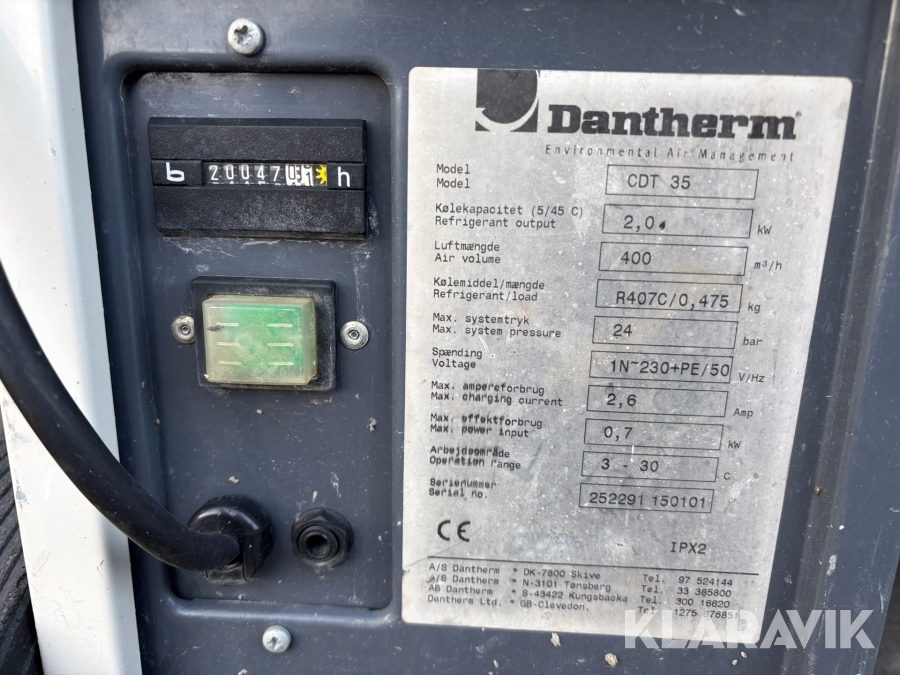 b 20047 01 h
Dantherm
Environmental Air Management
Model
Model
CDT 35
Kølekapacitet (5/45 C)
Refrigerant output
2,0
kW
Luftmængde
Air volume
400
m³/h
Kølemiddel/mængde
Refrigerant/load
R407C/0,475
kg
Max. systemtryk
Max. system pressure
24
bar
Spænding
Voltage
1N~230+PE/50
V/Hz
Max. ampereforbrug
Max. charging current
2,6
Amp
Max. effektforbrug
Max. power input
0,7
kW
Arbejdsområde
Operation range
3 - 30
C
Serienummer
Serial no.
252291 150101
CE
IPX2
A/S Dantherm * DK-7800 Skive Tel. 97 524144
A/S Dantherm * N-3101 Tønsberg Tel. 33 385800
AB Dantherm * S-43422 Kungsbacka Tel. 300 16620
Dantherm Ltd. * GB-Clevedon. Tel. 1275
KLARAVIK